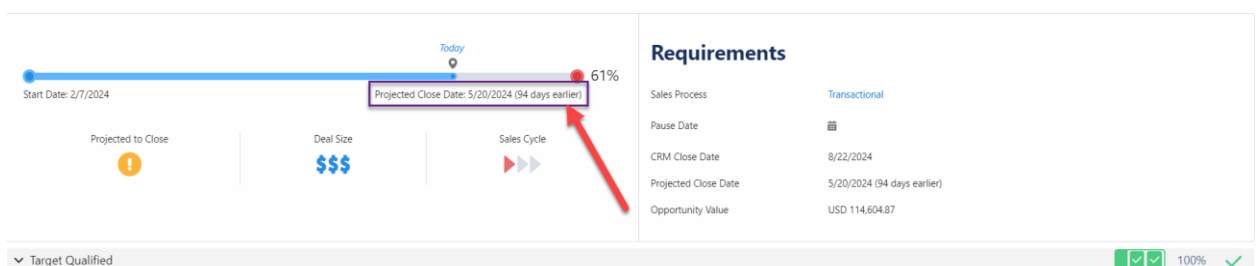 Today
61%
Start Date: 2/7/2024
Projected Close Date: 5/20/2024 (94 days earlier)
Projected to Close
Deal Size
Sales Cycle
$$$
Requirements
Sales Process
Transactional
Pause Date
CRM Close Date
8/22/2024
Projected Close Date
5/20/2024 (94 days earlier)
Opportunity Value
USD 114,604.87
Target Qualified
100%